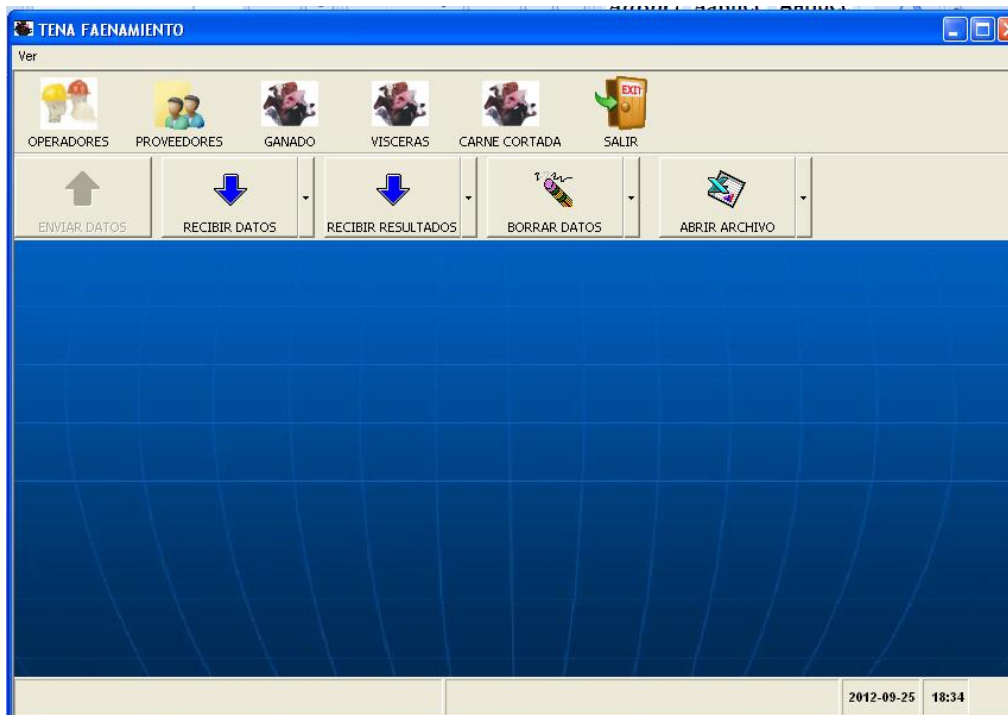 TENA FAENAMIENTO
Ver
EXIT
OPERADORES PROVEEDORES GANADO VISCERAS CARNE CORTADA SALIR
ENVIAR DATOS RECIBIR DATOS RECIBIR RESULTADOS BORRAR DATOS ABRIR ARCHIVO
2012-09-25 18:34